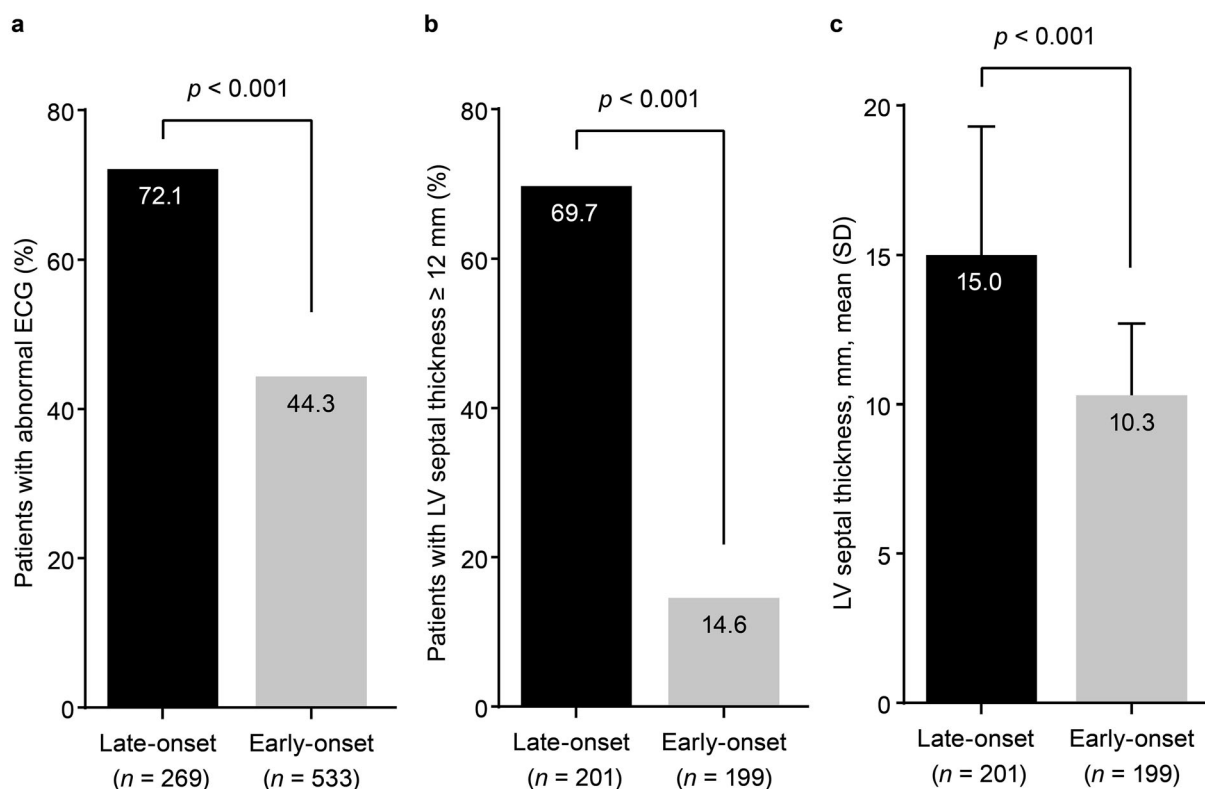 a
p < 0.001
Patients with abnormal ECG (%)
80
60
40
20
0
72.1
44.3
Late-onset
(n = 269)
Early-onset
(n = 533)
b
p < 0.001
Patients with LV septal thickness ≥ 12 mm (%)
80
60
40
20
0
69.7
14.6
Late-onset
(n = 201)
Early-onset
(n = 199)
c
p < 0.001
LV septal thickness, mm, mean (SD)
20
15
10
5
0
15.0
10.3
Late-onset
(n = 201)
Early-onset
(n = 199)